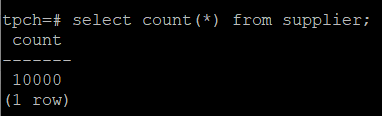 tpch=# select count(*) from supplier;
count
-------
10000
(1 row)